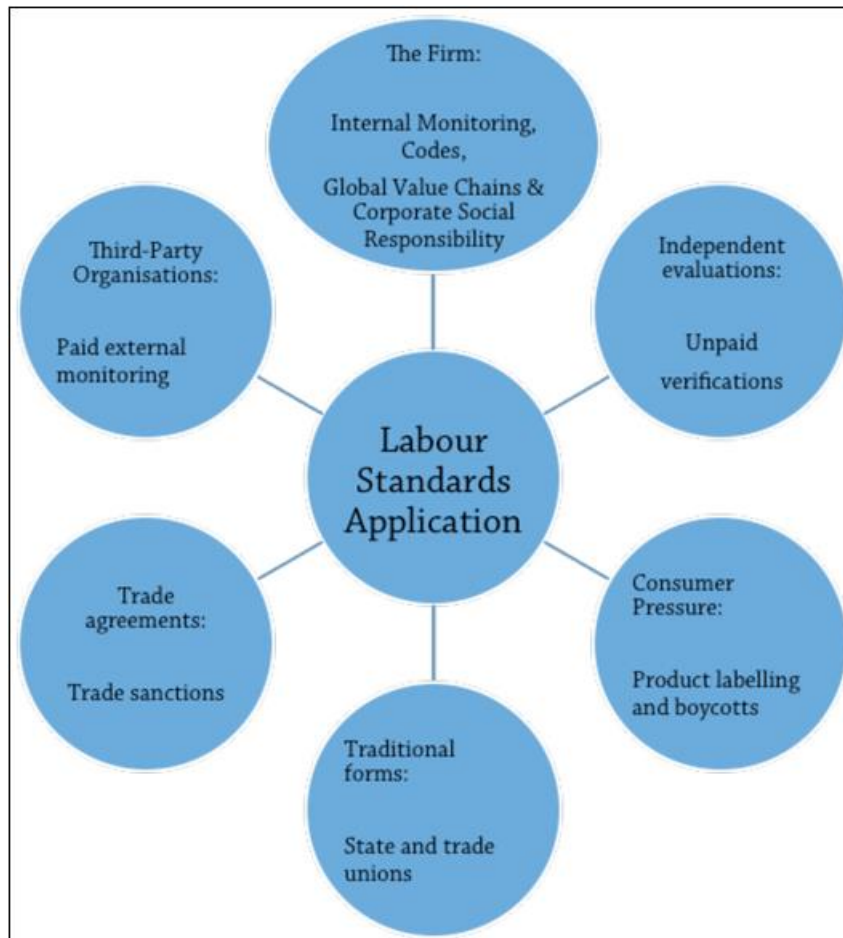 The Firm:
Internal Monitoring,
Codes,
Global Value Chains &
Corporate Social
Responsibility
Third-Party
Organisations:
Paid external
monitoring
Independent
evaluations:
Unpaid
verifications
Labour
Standards
Application
Trade
agreements:
Trade sanctions
Consumer
Pressure:
Product labelling
and boycotts
Traditional
forms:
State and trade
unions